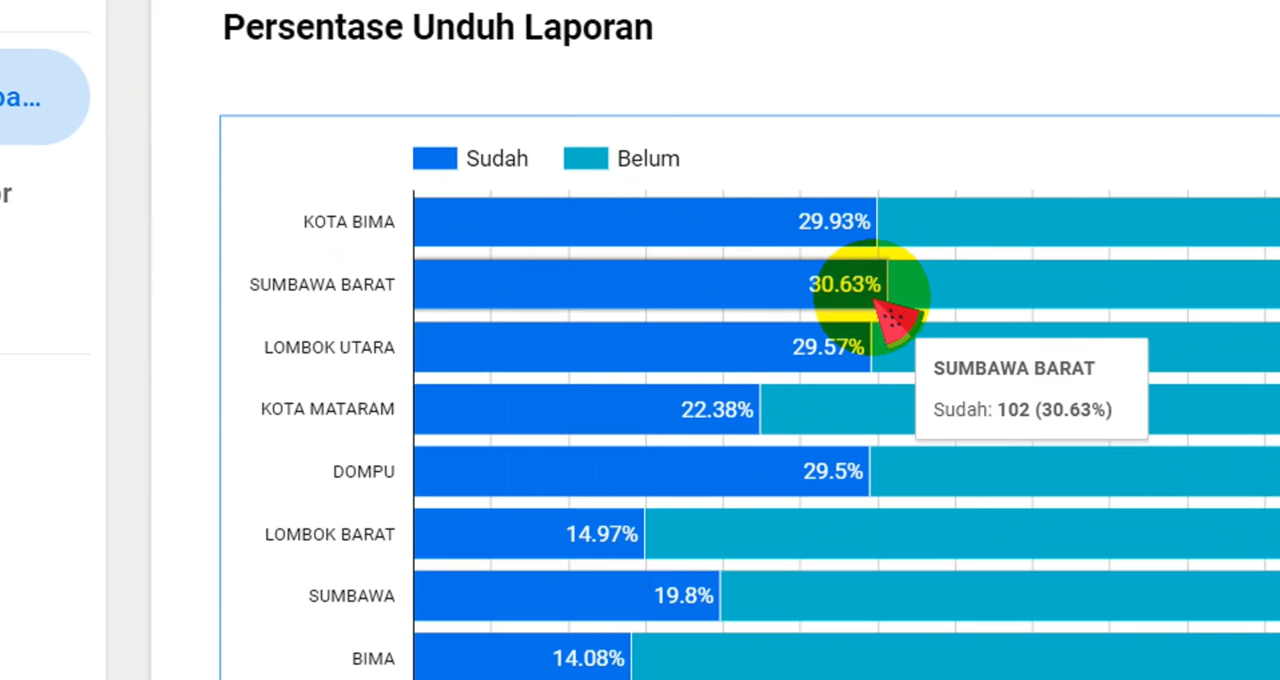 Persentase Unduh Laporan
Sudah Belum
KOTA BIMA 29.93%
SUMBAWA BARAT 30.63%
LOMBOK UTARA 29.57%
SUMBAWA BARAT
Sudah: 102 (30.63%)
KOTA MATARAM 22.38%
DOMPU 29.5%
LOMBOK BARAT 14.97%
SUMBAWA 19.8%
BIMA 14.08%